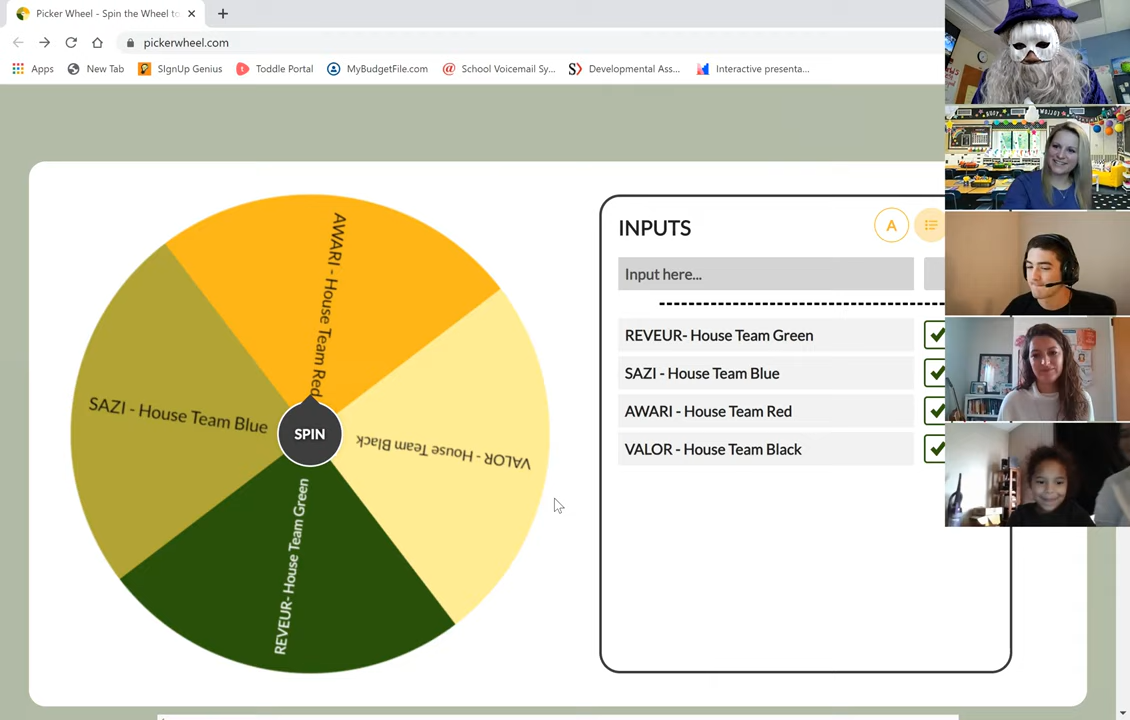 Picker Wheel - Spin the Wheel to
pickerwheel.com
Apps
New Tab
SIgnUp Genius
Toddle Portal
MyBudgetFile.com
School Voicemail Sy...
Developmental Ass...
Interactive presenta...
AWARI - House Team Red
SAZI - House Team Blue
SPIN
VALOR - House Team Black
REVEUR- House Team Green
INPUTS
A
Input here...
REVEUR- House Team Green
SAZI - House Team Blue
AWARI - House Team Red
VALOR - House Team Black